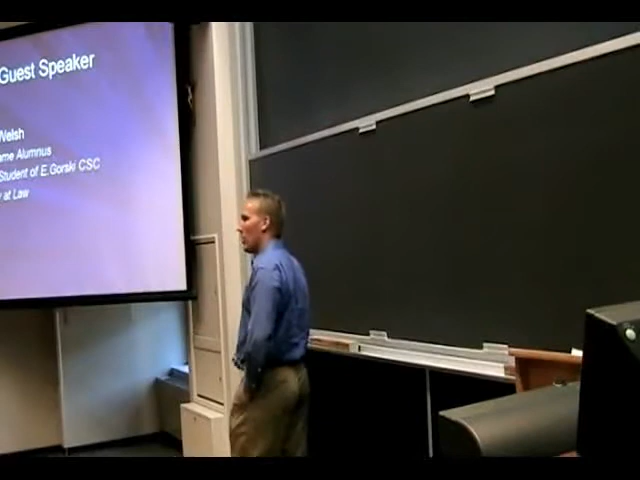 Guest Speaker
Welsh
ame Alumnus
Student of E.Gorski CSC
at Law